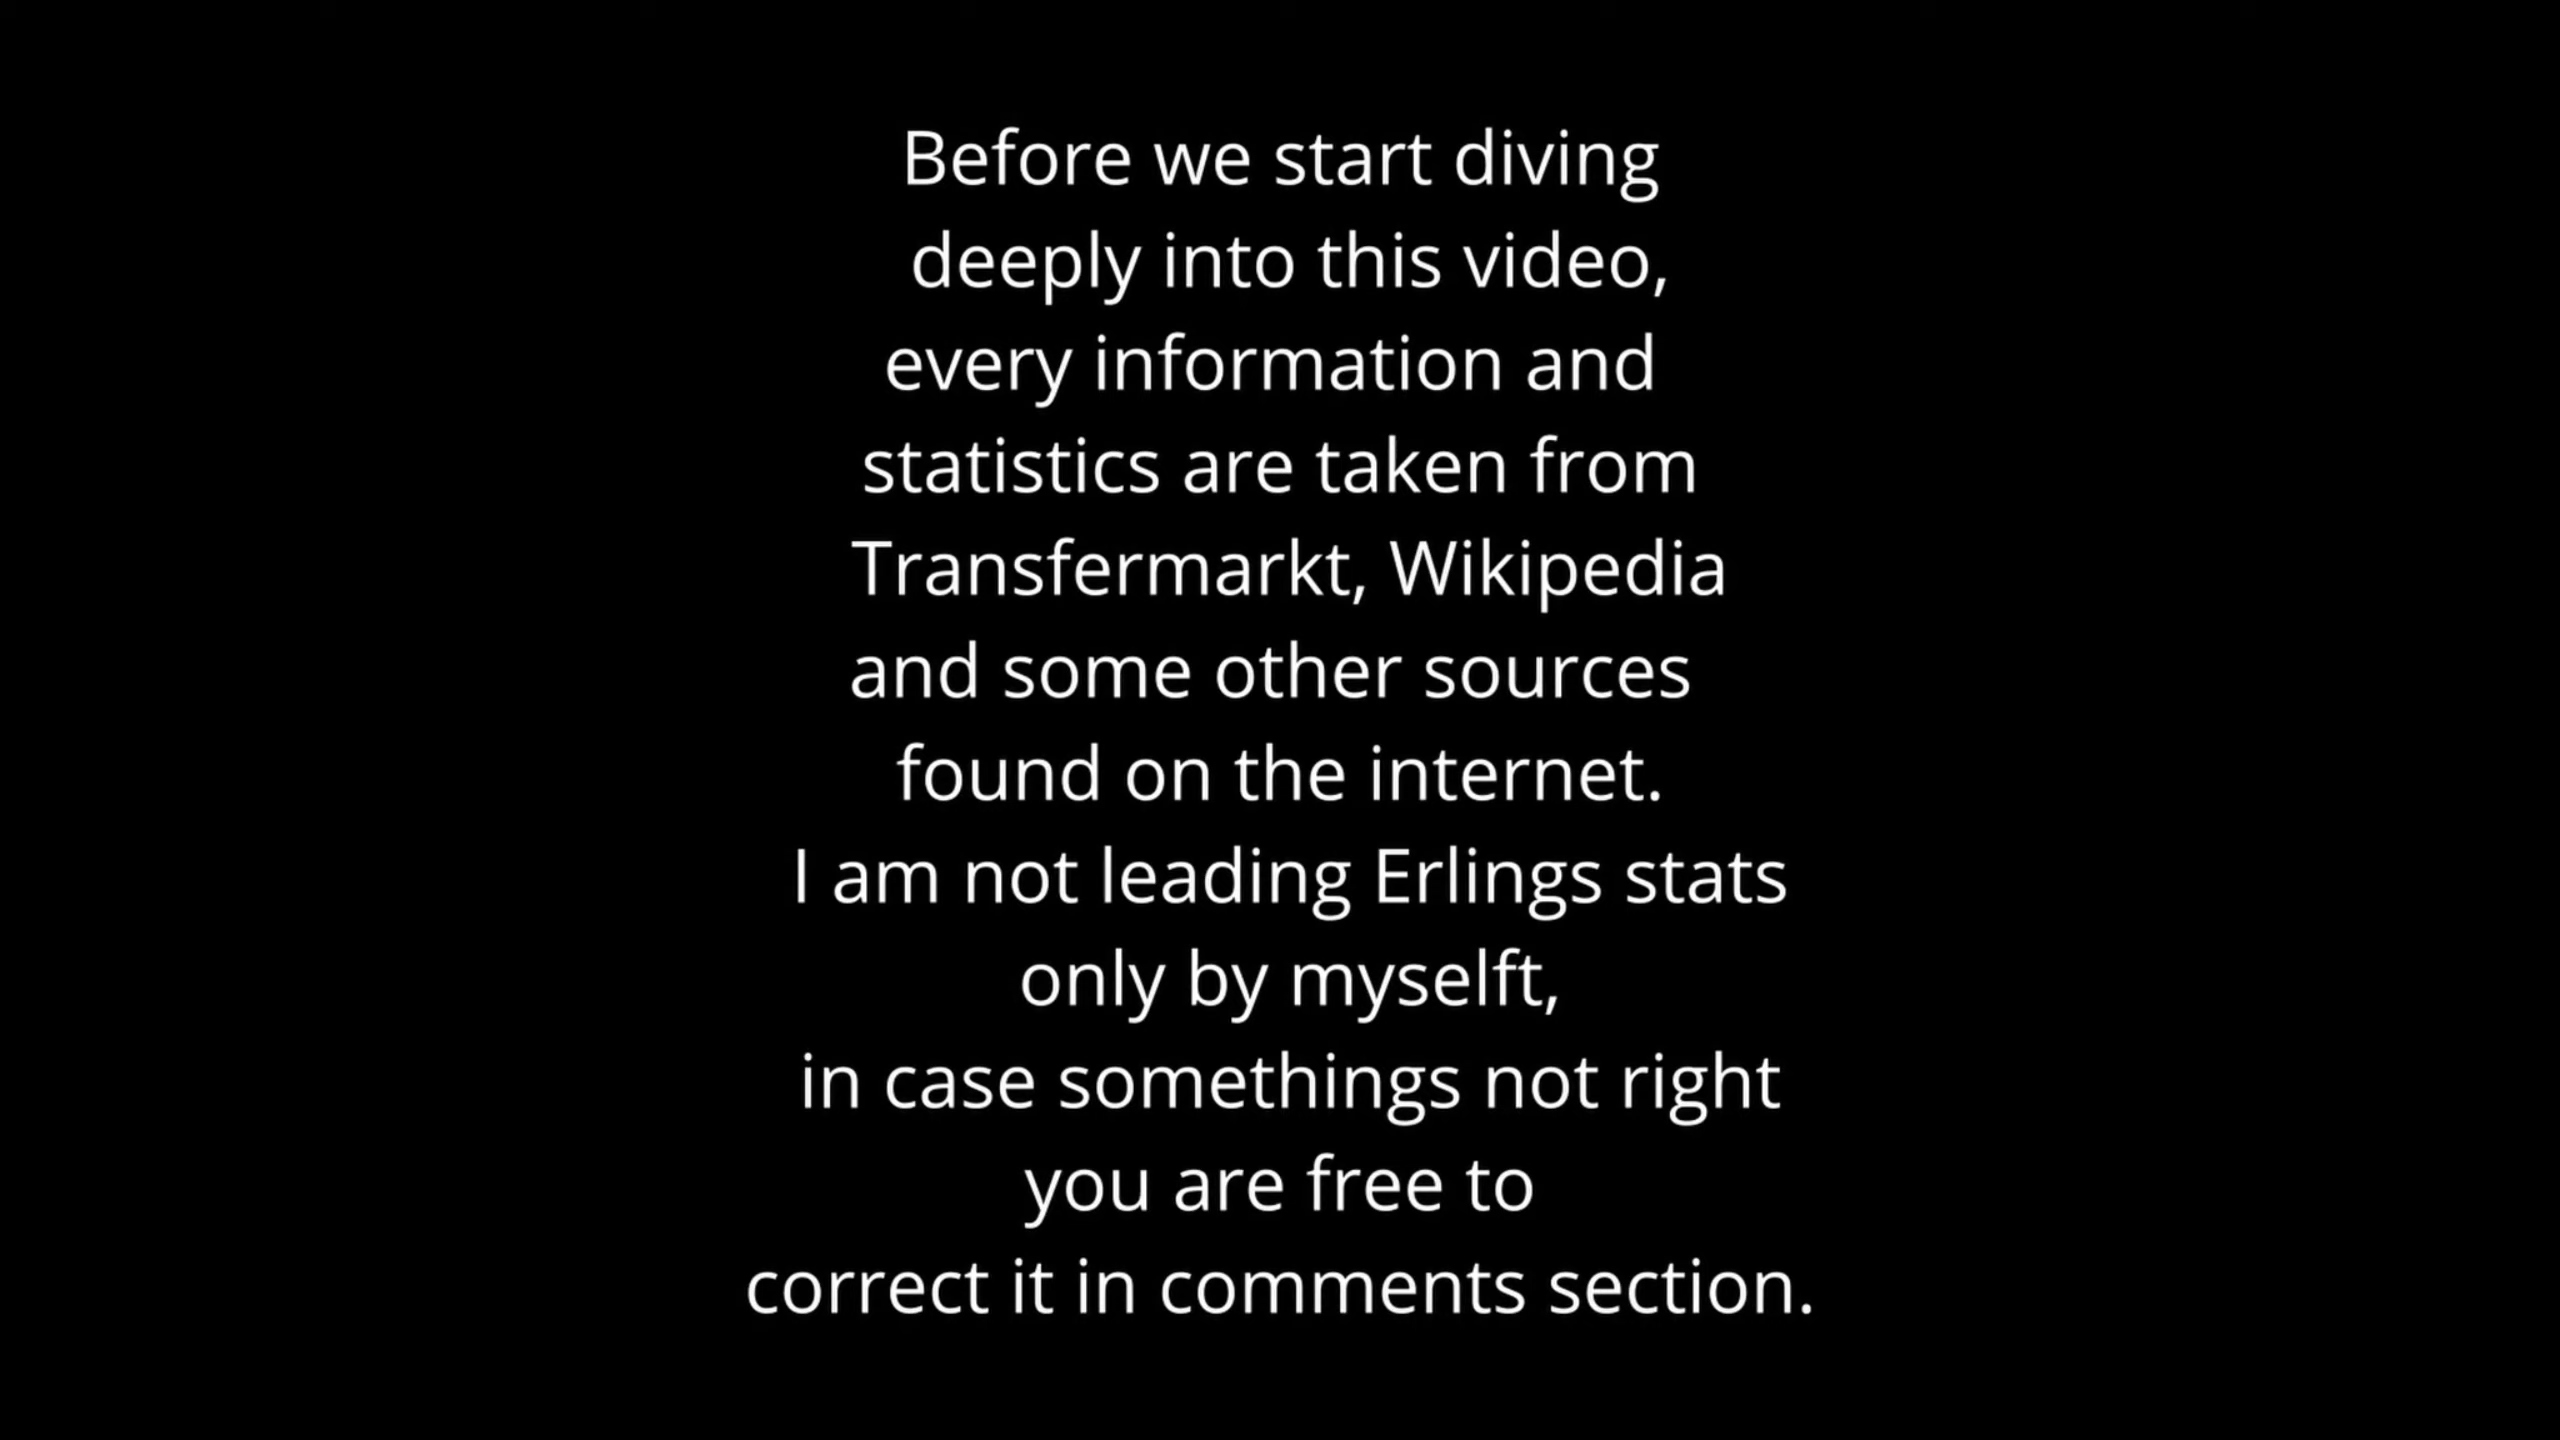 Before we start diving
deeply into this video,
every information and
statistics are taken from
Transfermarkt, Wikipedia
and some other sources
found on the internet.
I am not leading Erlings stats
only by myselft,
in case somethings not right
you are free to
correct it in comments section.